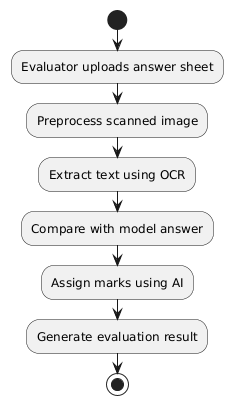 Evaluator uploads answer sheet
Preprocess scanned image
Extract text using OCR
Compare with model answer
Assign marks using AI
Generate evaluation result